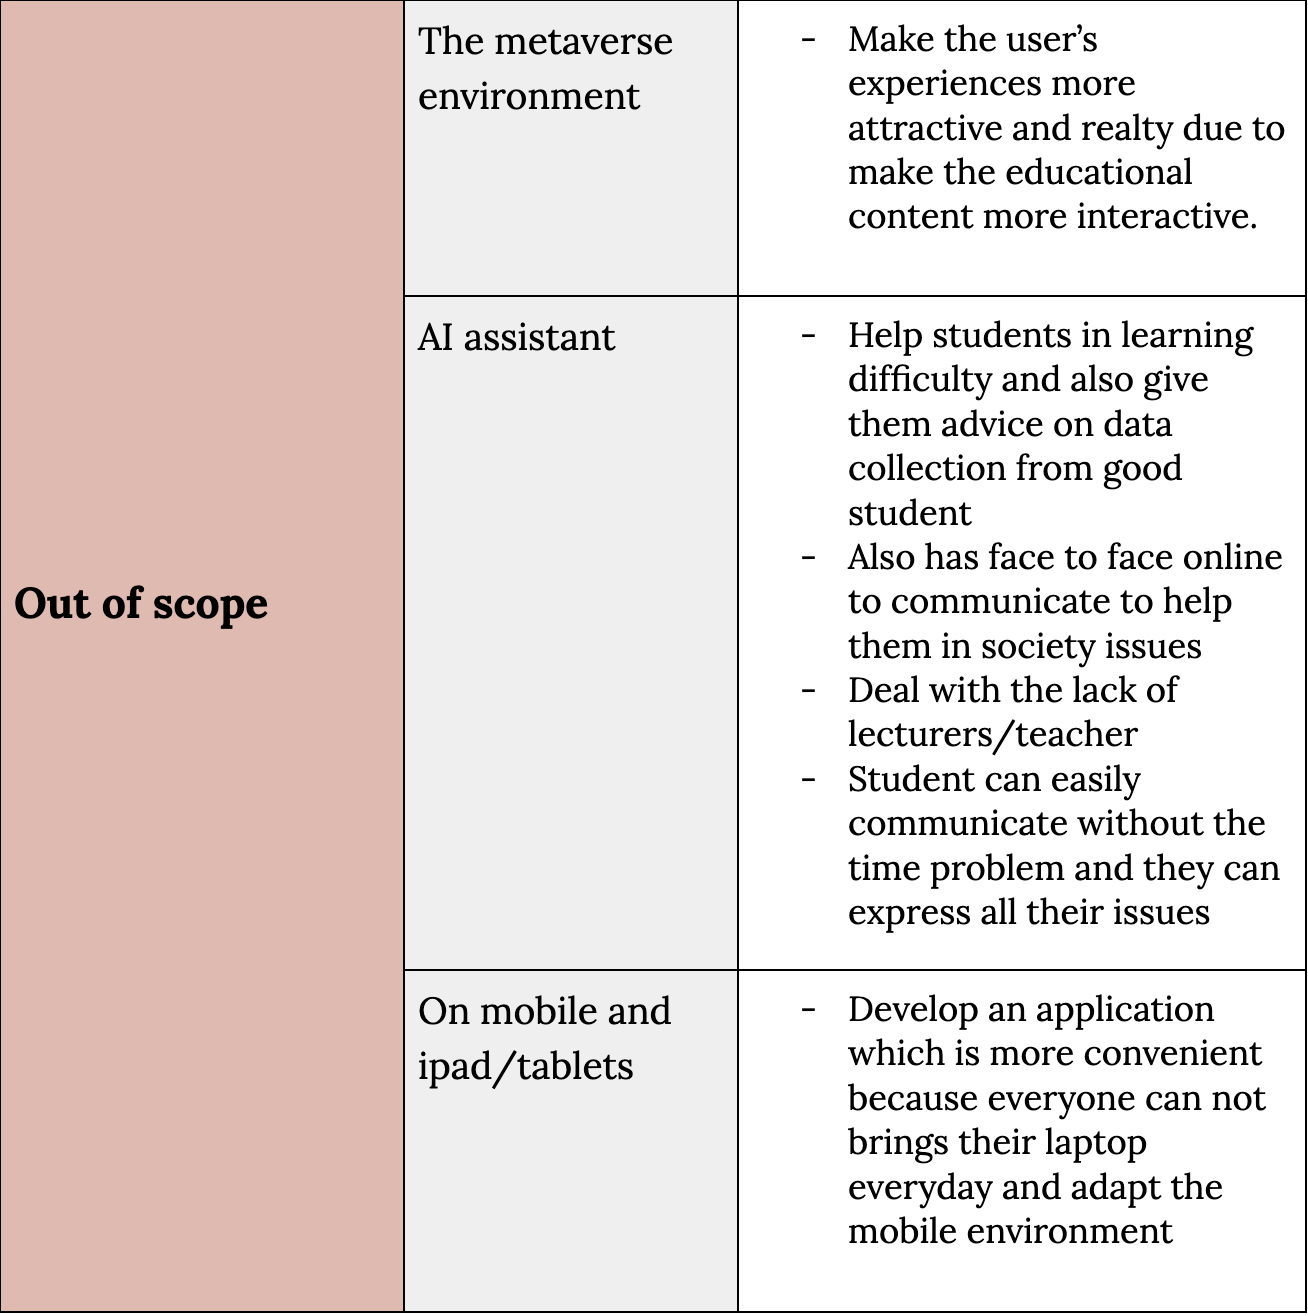 Out of scope
The metaverse
environment
- Make the user's
experiences more
attractive and realty due to
make the educational
content more interactive.
AI assistant
- Help students in learning
difficulty and also give
them advice on data
collection from good
student
- Also has face to face online
to communicate to help
them in society issues
- Deal with the lack of
lecturers/teacher
- Student can easily
communicate without the
time problem and they can
express all their issues
On mobile and
ipad/tablets
- Develop an application
which is more convenient
because everyone can not
brings their laptop
everyday and adapt the
mobile environment